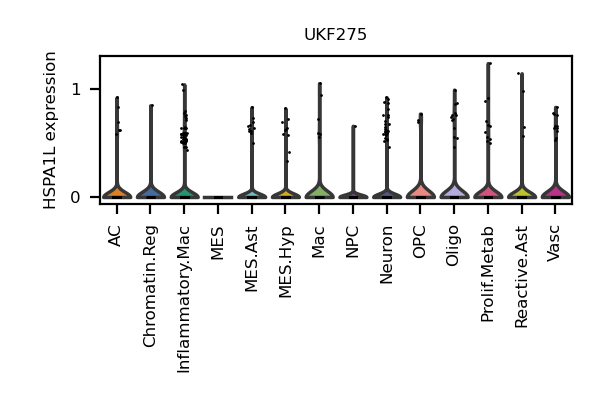 UKF275
HSPA1L expression
1
0
AC
Chromatin.Reg
Inflammatory.Mac
MES
MES.Ast
MES.Hyp
Mac
NPC
Neuron
OPC
Oligo
Prolif.Metab
Reactive.Ast
Vasc